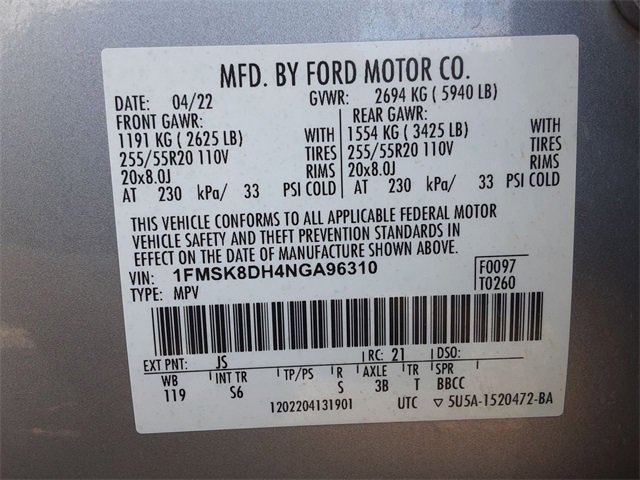 MFD. BY FORD MOTOR CO.
DATE: 04/22 GVWR: 2694 KG ( 5940 LB)
FRONT GAWR: REAR GAWR:
1191 KG ( 2625 LB) WITH 1554 KG ( 3425 LB) WITH
255/55R20 110V TIRES 255/55R20 110V TIRES
20x8.0J RIMS 20x8.0J RIMS
AT 230 kPa/ 33 PSI COLD AT 230 kPa/ 33 PSI COLD
THIS VEHICLE CONFORMS TO ALL APPLICABLE FEDERAL MOTOR
VEHICLE SAFETY AND THEFT PREVENTION STANDARDS IN
EFFECT ON THE DATE OF MANUFACTURE SHOWN ABOVE.
VIN: 1FMSK8DH4NGA96310 F0097
TYPE: MPV T0260
EXT PNT: JS RC: 21 DSO:
WB INT TR TP/PS R AXLE TR SPR
119 S6 S 3B T BBCC
1202204131901 UTC ▽ 5U5A-1520472-BA